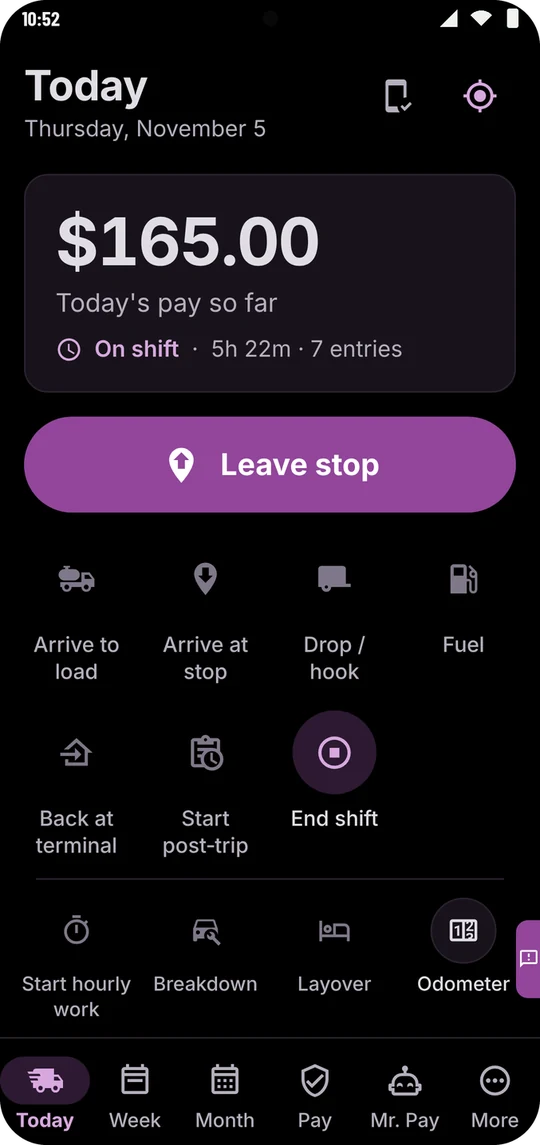 10:52
Today
Thursday, November 5
$165.00
Today's pay so far
On shift · 5h 22m · 7 entries
Leave stop
Arrive to
load
Arrive at
stop
Drop /
hook
Fuel
Back at
terminal
Start
post-trip
End shift
Start hourly
work
Breakdown
Layover
Odometer
Today
Week
Month
Pay
Mr. Pay
More